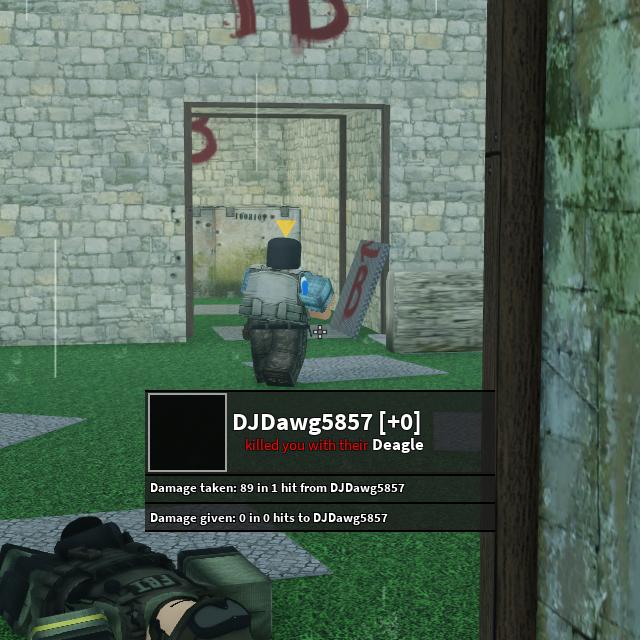 B
B
B
DJDawg5857 [+0]
killed you with their Deagle
Damage taken: 89 in 1 hit from DJDawg5857
Damage given: 0 in 0 hits to DJDawg5857
FBI